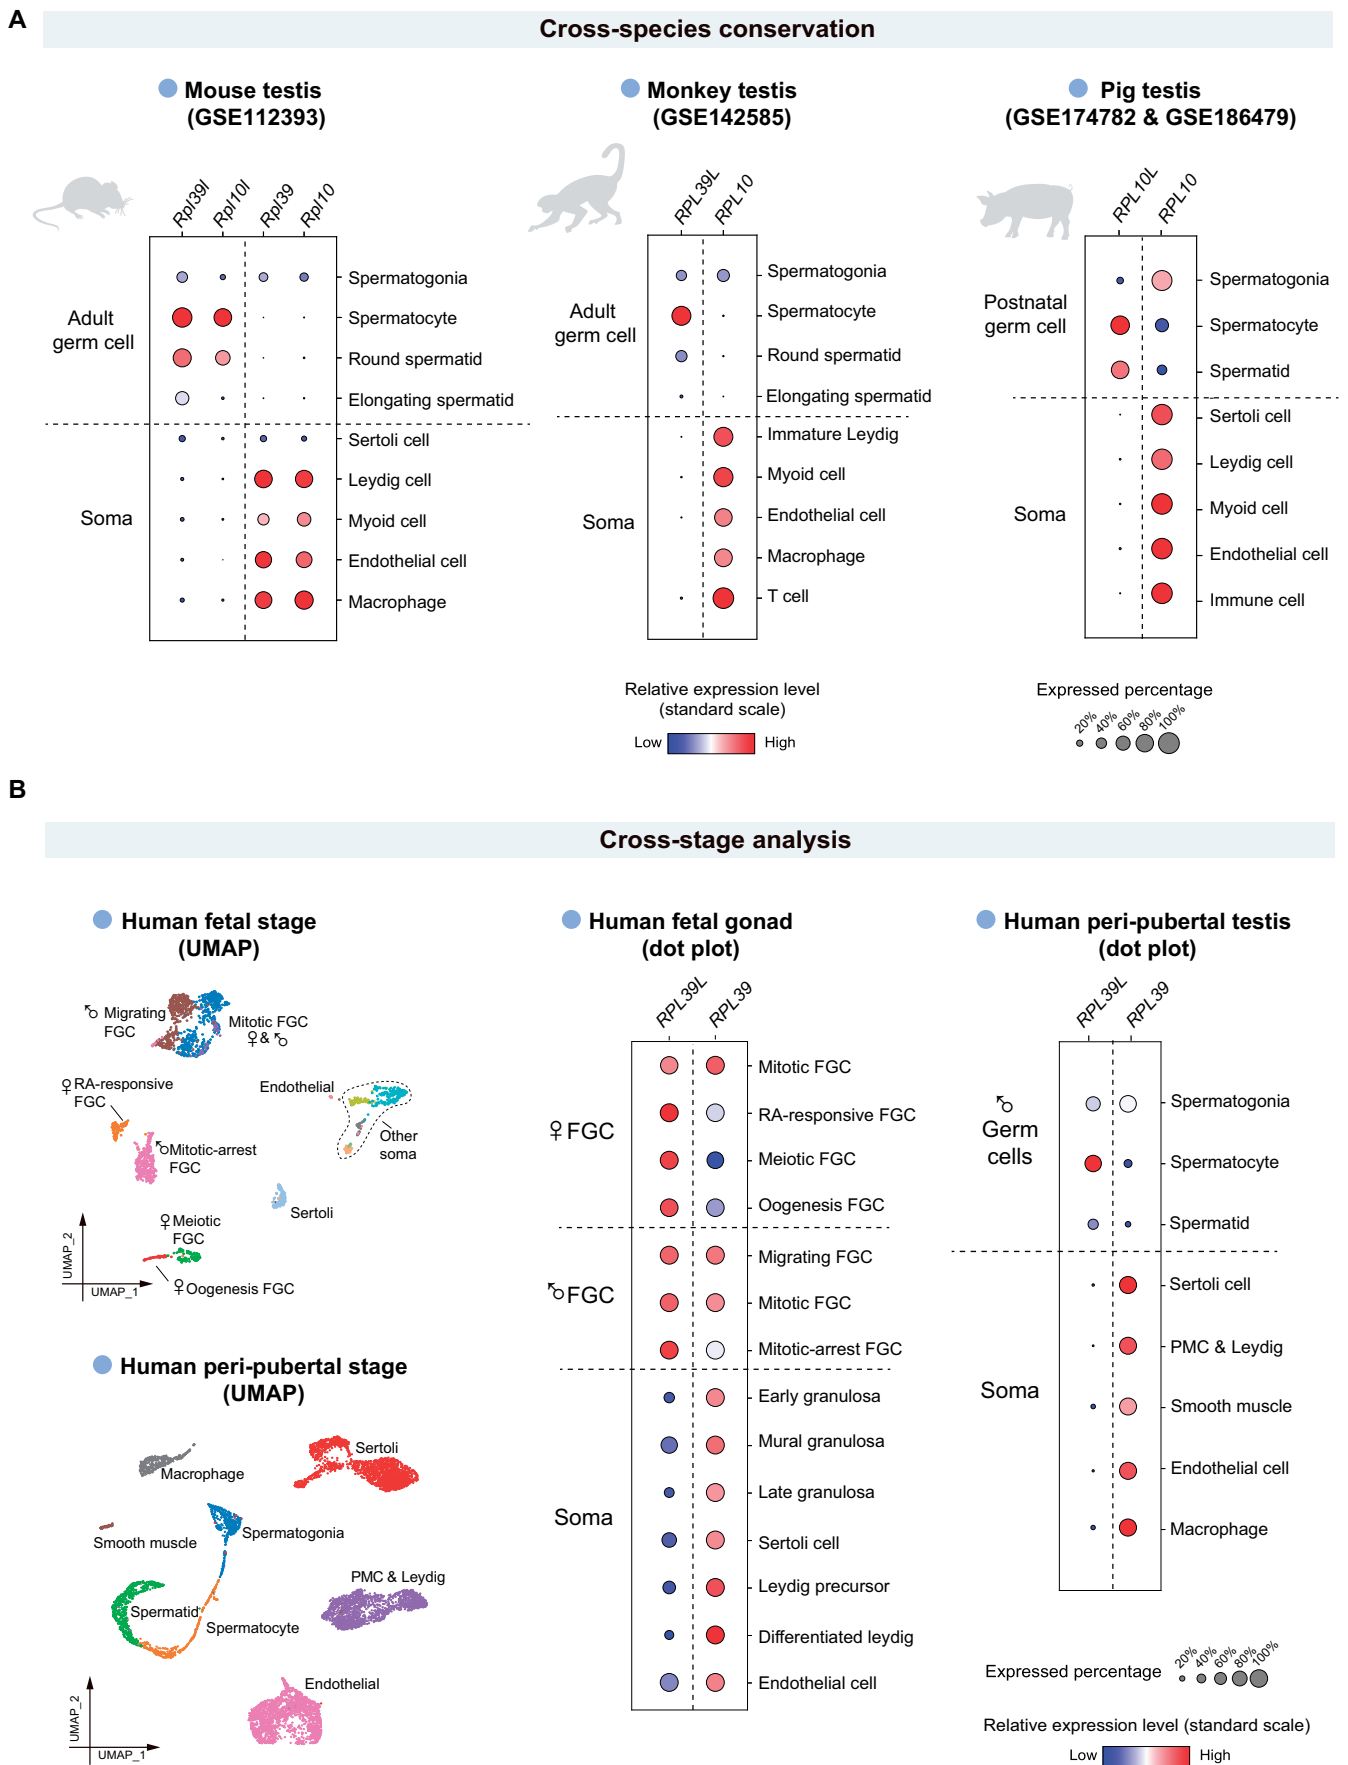 A
Cross-species conservation
Mouse testis
(GSE112393)
Monkey testis
(GSE142585)
Pig testis
(GSE174782 & GSE186479)
Rpl39l
Rpl10l
Rpl39
Rpl10
Adult
germ cell
Soma
Spermatogonia
Spermatocyte
Round spermatid
Elongating spermatid
Sertoli cell
Leydig cell
Myoid cell
Endothelial cell
Macrophage
RPL39L
RPL10
Adult
germ cell
Soma
Spermatogonia
Spermatocyte
Round spermatid
Elongating spermatid
Immature Leydig
Myoid cell
Endothelial cell
Macrophage
T cell
RPL10L
RPL10
Postnatal
germ cell
Soma
Spermatogonia
Spermatocyte
Spermatid
Sertoli cell
Leydig cell
Myoid cell
Endothelial cell
Immune cell
Relative expression level
(standard scale)
Low High
Expressed percentage
20% 40% 60% 80% 100%
B
Cross-stage analysis
Human fetal stage
(UMAP)
♂ Migrating
FGC
Mitotic FGC
♀&♂
♀RA-responsive
FGC
♂Mitotic-arrest
FGC
Endothelial
Other
soma
Sertoli
♀Meiotic
FGC
♀Oogenesis FGC
UMAP_2
UMAP_1
Human peri-pubertal stage
(UMAP)
Macrophage
Sertoli
Smooth muscle
Spermatogonia
PMC & Leydig
Spermatid
Spermatocyte
Endothelial
UMAP_2
UMAP_1
Human fetal gonad
(dot plot)
RPL39L
RPL39
♀FGC
♂FGC
Soma
Mitotic FGC
RA-responsive FGC
Meiotic FGC
Oogenesis FGC
Migrating FGC
Mitotic FGC
Mitotic-arrest FGC
Early granulosa
Mural granulosa
Late granulosa
Sertoli cell
Leydig precursor
Differentiated leydig
Endothelial cell
Human peri-pubertal testis
(dot plot)
RPL39L
RPL39
♂
Germ
cells
Soma
Spermatogonia
Spermatocyte
Spermatid
Sertoli cell
PMC & Leydig
Smooth muscle
Endothelial cell
Macrophage
Expressed percentage
20% 40% 60% 80% 100%
Relative expression level (standard scale)
Low High